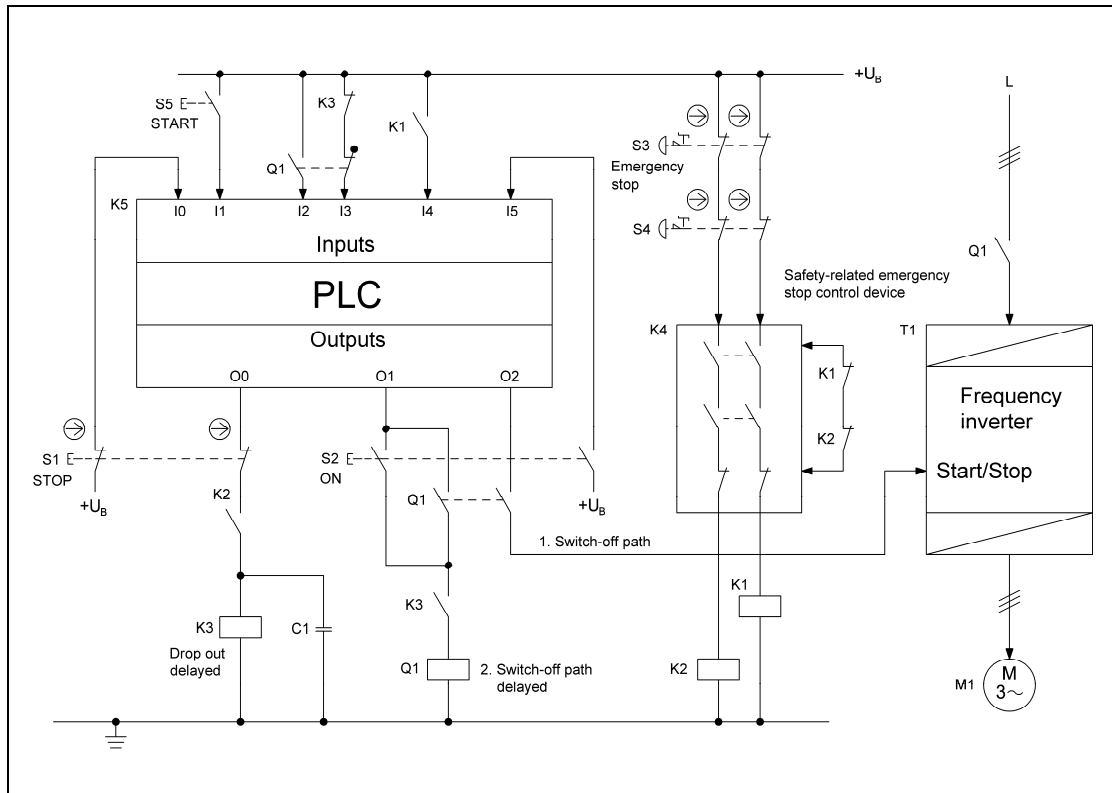 +U_B
L
S5
START
K3
K1
Q1
S3
Emergency
stop
S4
K5
I0
I1
I2
I3
I4
I5
Inputs
PLC
Outputs
O0
O1
O2
Q1
Safety-related emergency
stop control device
K4
T1
K1
K2
Frequency
inverter
Start/Stop
S1
STOP
+U_B
K2
S2
ON
Q1
+U_B
1. Switch-off path
K3
Drop out
delayed
C1
K3
Q1
2. Switch-off path
delayed
K1
K2
M1
M
3~